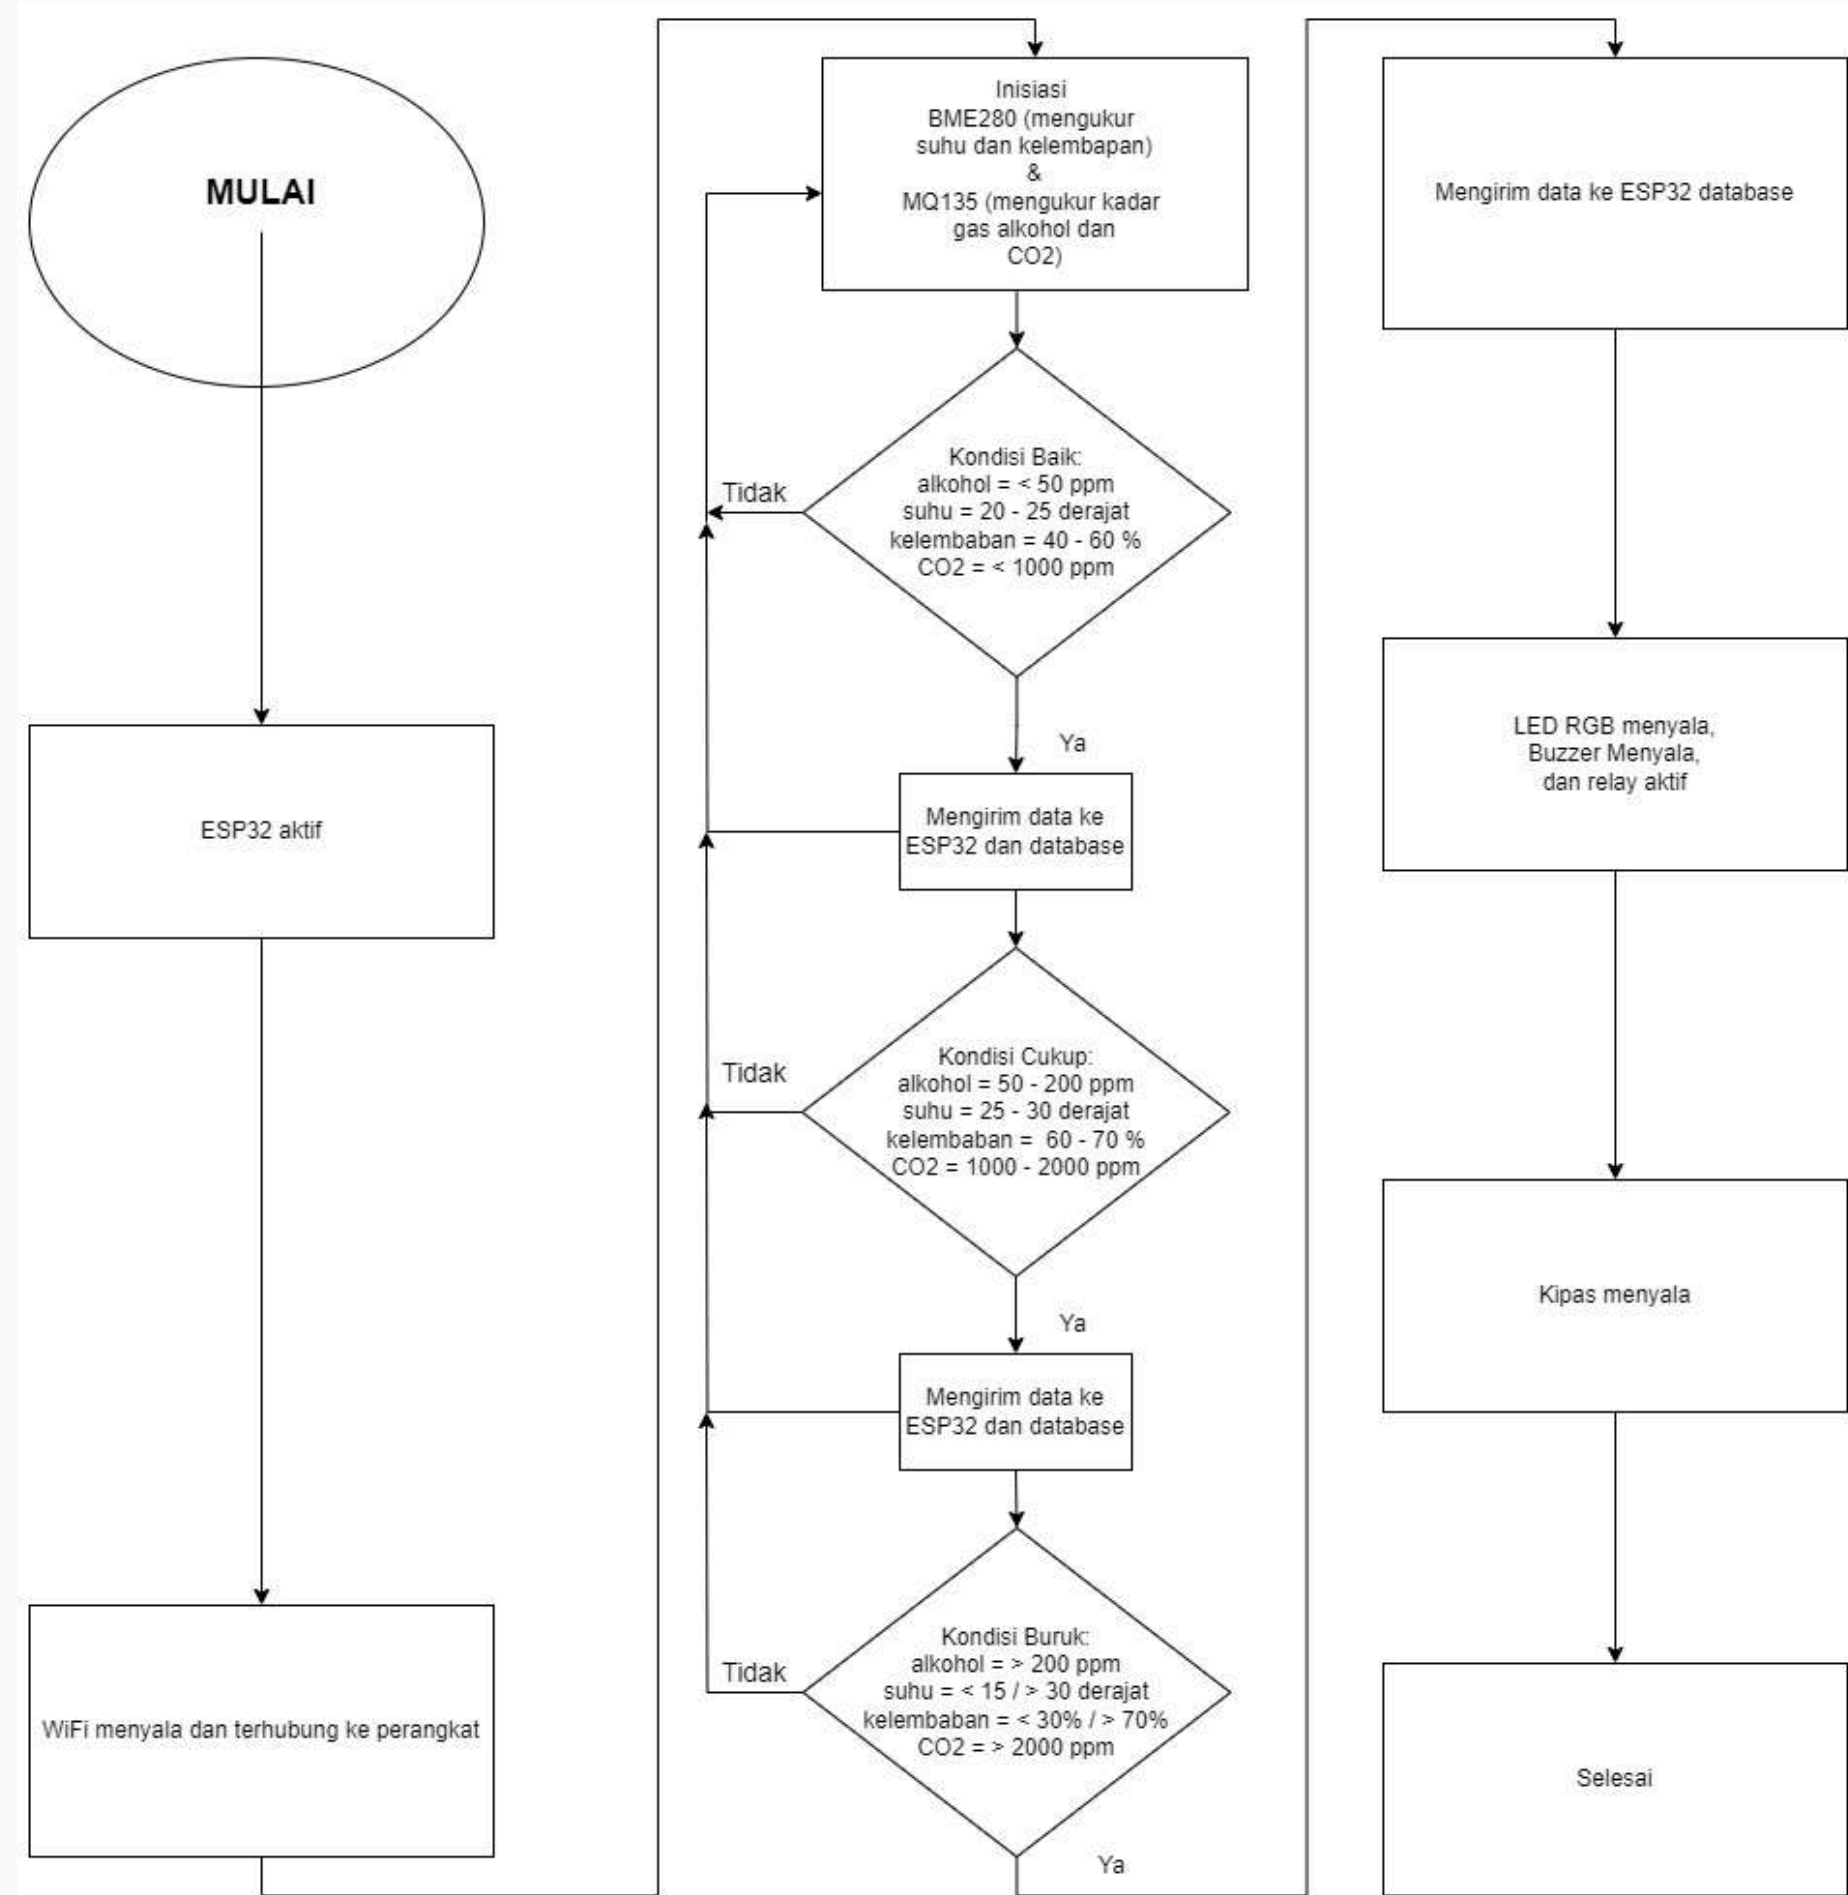 MULAI
ESP32 aktif
WiFi menyala dan terhubung ke perangkat
Inisiasi
BME280 (mengukur
suhu dan kelembapan)
&
MQ135 (mengukur kadar
gas alkohol dan
CO2)
Kondisi Baik:
alkohol = < 50 ppm
suhu = 20 - 25 derajat
kelembaban = 40 - 60 %
CO2 = < 1000 ppm
Tidak
Ya
Mengirim data ke
ESP32 dan database
Kondisi Cukup:
alkohol = 50 - 200 ppm
suhu = 25 - 30 derajat
kelembaban =  60 - 70 %
CO2 = 1000 - 2000 ppm
Tidak
Ya
Mengirim data ke
ESP32 dan database
Kondisi Buruk:
alkohol = > 200 ppm
suhu = < 15 / > 30 derajat
kelembaban = < 30% / > 70%
CO2 = > 2000 ppm
Tidak
Ya
Mengirim data ke ESP32 database
LED RGB menyala,
Buzzer Menyala,
dan relay aktif
Kipas menyala
Selesai